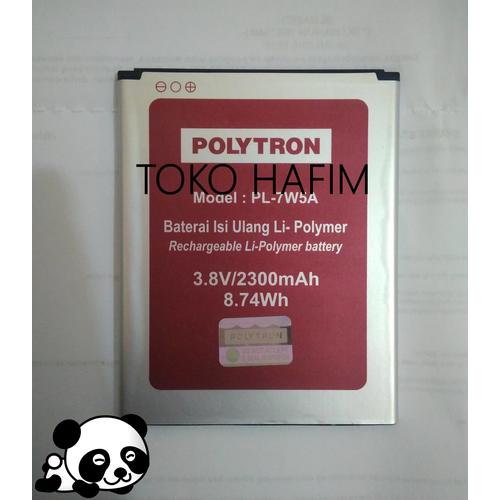 POLYTRON
TOKO HAFIM
Model : PL-7W5A
Baterai Isi Ulang Li- Polymer
Rechargeable Li-Polymer battery
3.8V/2300mAh
8.74Wh
POLYTRON